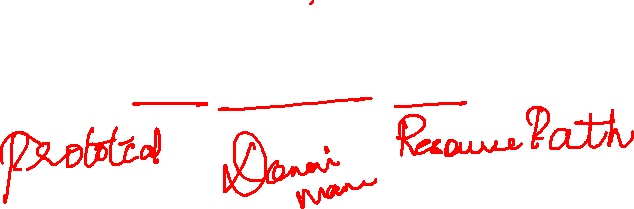 Protocol
Domain
Name
Resource Path